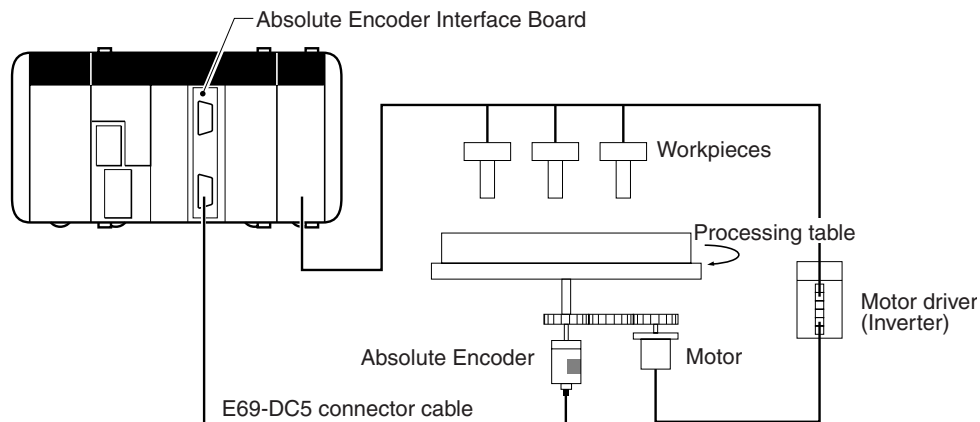 Absolute Encoder Interface Board
Workpieces
Processing table
Motor driver
(Inverter)
Absolute Encoder
Motor
E69-DC5 connector cable